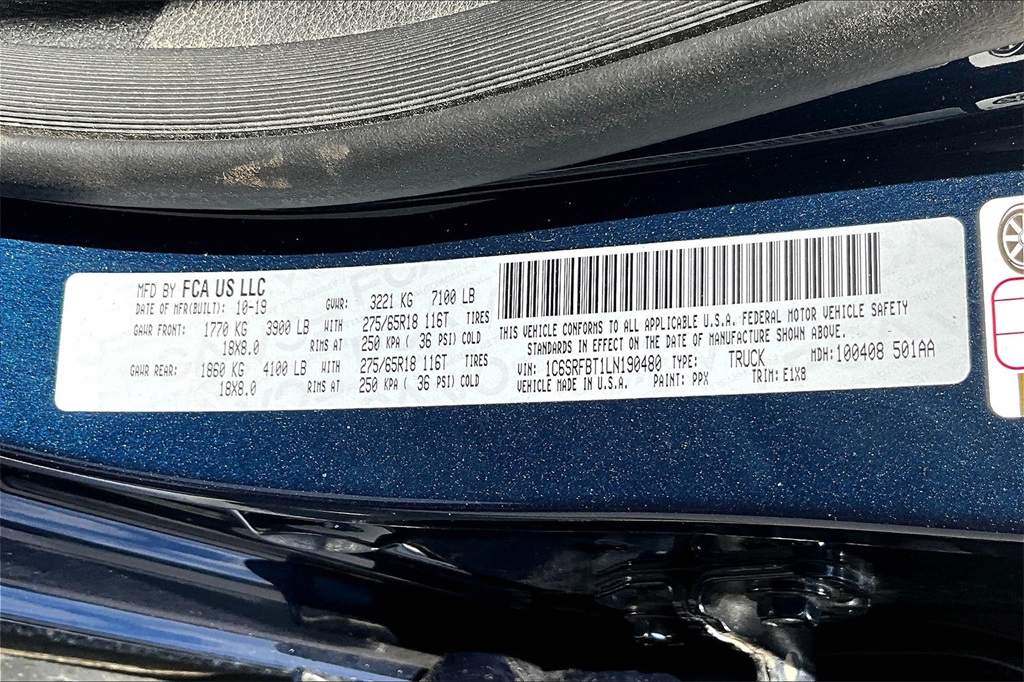 MFD BY FCA US LLC
DATE OF MFR(BUILT): 10-19 GVWR: 3221 KG 7100 LB
GAWR FRONT: 1770 KG 3900 LB WITH 275/65R18 116T TIRES
18X8.0 RIMS AT 250 KPA ( 36 PSI) COLD
GAWR REAR: 1860 KG 4100 LB WITH 275/65R18 116T TIRES
18X8.0 RIMS AT 250 KPA ( 36 PSI) COLD
THIS VEHICLE CONFORMS TO ALL APPLICABLE U.S.A. FEDERAL MOTOR VEHICLE SAFETY
STANDARDS IN EFFECT ON THE DATE OF MANUFACTURE SHOWN ABOVE.
VIN: 1C6SRFBT1LN190480 TYPE: TRUCK MDH: 100408 501AA
VEHICLE MADE IN U.S.A. PAINT: PPX TRIM: E1X8